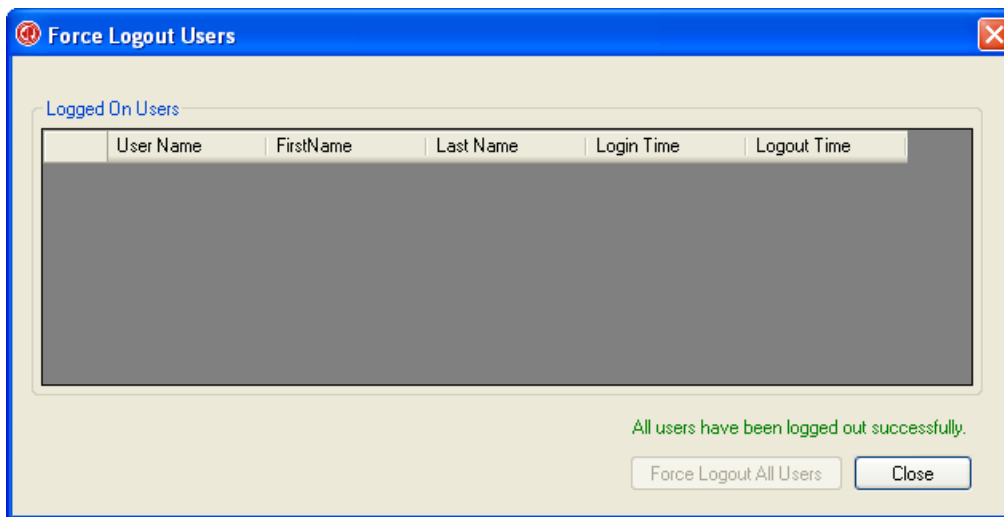 Force Logout Users
Logged On Users
User Name FirstName Last Name Login Time Logout Time
All users have been logged out successfully.
Force Logout All Users Close